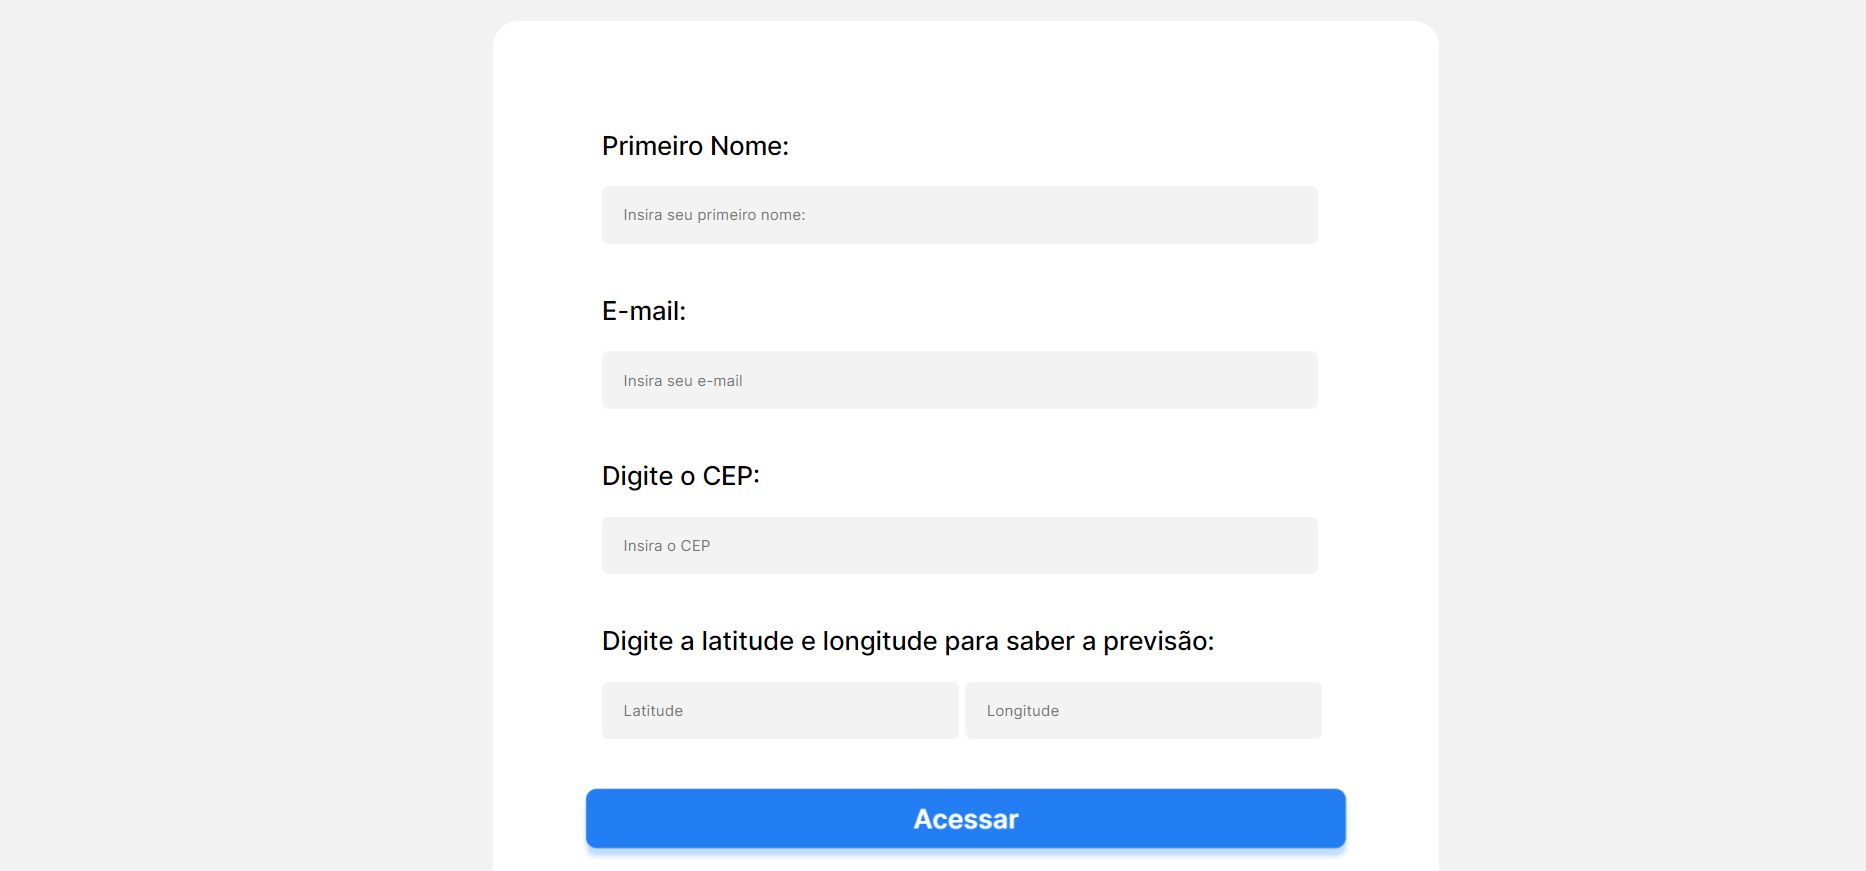 Primeiro Nome:
Insira seu primeiro nome:
E-mail:
Insira seu e-mail
Digite o CEP:
Insira o CEP
Digite a latitude e longitude para saber a previsão:
Latitude
Longitude
Acessar